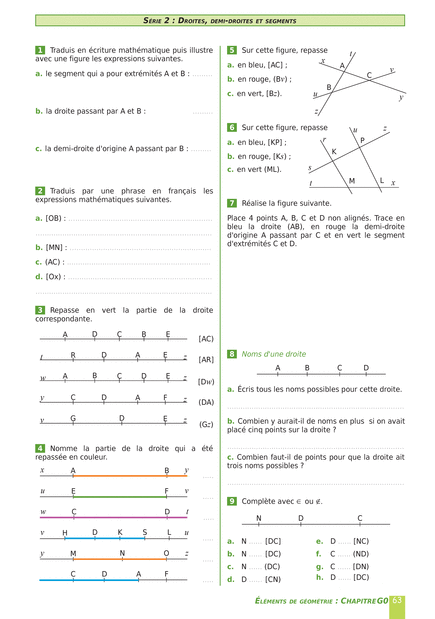 SÉRIE 2 : DROITES, DEMI-DROITES ET SEGMENTS
1 Traduis en écriture mathématique puis illustre
avec une figure les expressions suivantes.
a. le segment qui a pour extrémités A et B : .........
b. la droite passant par A et B : .........
c. la demi-droite d'origine A passant par B : .........
2 Traduis par une phrase en français les
expressions mathématiques suivantes.
a. [OB) : ..........
b. [MN] : ..........
c. (AC) : ..........
d. [Ox) : ..........
3 Repasse en vert la partie de la droite
correspondante.
A D C B E [AC)
t R D A E z [AR]
w A B C D E z [Dw)
y C D A F z (DA)
y G D E z (Gz)
4 Nomme la partie de la droite qui a été
repassée en couleur.
x A B y .....
u E F v .....
w C D t .....
v H D K S L u .....
y M N O z .....
C D A F .....
5 Sur cette figure, repasse
a. en bleu, [AC] ;
b. en rouge, (Bv) ;
c. en vert, [Bz).
x t A C v B u y z
6 Sur cette figure, repasse
a. en bleu, [KP] ;
b. en rouge, [Ks) ;
c. en vert (ML).
r u z P K s t M L x
7 Réalise la figure suivante.
Place 4 points A, B, C et D non alignés. Trace en
bleu la droite (AB), en rouge la demi-droite
d'origine A passant par C et en vert le segment
d'extrémités C et D.
8 Noms d'une droite
A B C D
a. Écris tous les noms possibles pour cette droite.
b. Combien y aurait-il de noms en plus si on avait
placé cinq points sur la droite ?
c. Combien faut-il de points pour que la droite ait
trois noms possibles ?
9 Complète avec ∈ ou ∉.
N D C
a. N ...... [DC]
b. N ...... [DC)
c. N ...... (DC)
d. D ...... [CN)
e. D ..... [NC)
f. C ...... (ND)
g. C ...... [DN)
h. D ..... [DC)
ÉLÉMENTS DE GÉOMÉTRIE : CHAPITRE G0 63